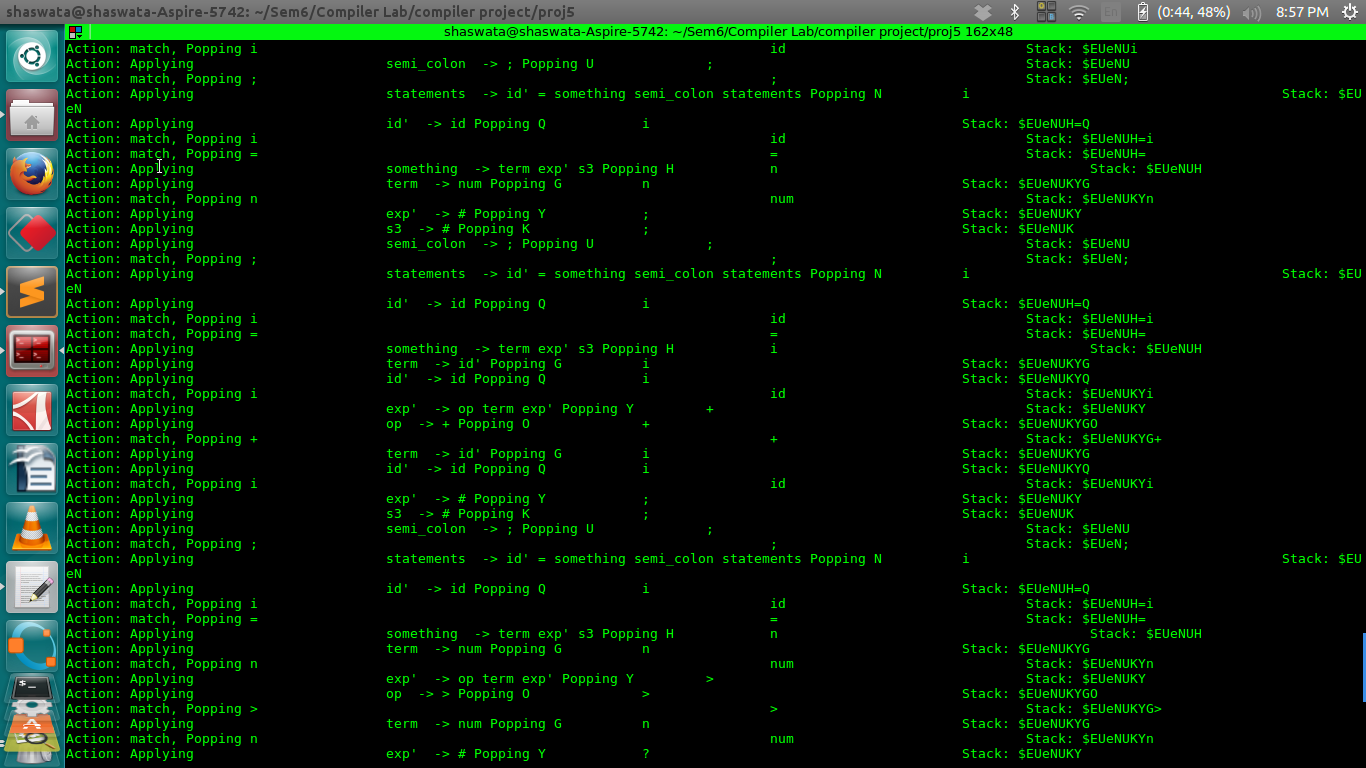 shaswata@shaswata-Aspire-5742: ~/Sem6/Compiler Lab/compiler project/proj5 En (0:44, 48%) 8:57 PM
shaswata@shaswata-Aspire-5742: ~/Sem6/Compiler Lab/compiler project/proj5 162x48
Action: match, Popping i id Stack: $EUeNUi
Action: Applying semi_colon -> ; Popping U ; Stack: $EUeNU
Action: match, Popping ; ; Stack: $EUeN;
Action: Applying statements -> id' = something semi_colon statements Popping N i Stack: $EU
eN
Action: Applying id' -> id Popping Q i Stack: $EUeNUH=Q
Action: match, Popping i id Stack: $EUeNUH=i
Action: match, Popping = = Stack: $EUeNUH=
Action: Applying something -> term exp' s3 Popping H n Stack: $EUeNUH
Action: Applying term -> num Popping G n Stack: $EUeNUKYG
Action: match, Popping n num Stack: $EUeNUKYn
Action: Applying exp' -> # Popping Y ; Stack: $EUeNUKY
Action: Applying s3 -> # Popping K ; Stack: $EUeNUK
Action: Applying semi_colon -> ; Popping U ; Stack: $EUeNU
Action: match, Popping ; ; Stack: $EUeN;
Action: Applying statements -> id' = something semi_colon statements Popping N i Stack: $EU
eN
Action: Applying id' -> id Popping Q i Stack: $EUeNUH=Q
Action: match, Popping i id Stack: $EUeNUH=i
Action: match, Popping = = Stack: $EUeNUH=
Action: Applying something -> term exp' s3 Popping H i Stack: $EUeNUH
Action: Applying term -> id' Popping G i Stack: $EUeNUKYG
Action: Applying id' -> id Popping Q i Stack: $EUeNUKYQ
Action: match, Popping i id Stack: $EUeNUKYi
Action: Applying exp' -> op term exp' Popping Y + Stack: $EUeNUKY
Action: Applying op -> + Popping O + Stack: $EUeNUKYGO
Action: match, Popping + + Stack: $EUeNUKYG+
Action: Applying term -> id' Popping G i Stack: $EUeNUKYG
Action: Applying id' -> id Popping Q i Stack: $EUeNUKYQ
Action: match, Popping i id Stack: $EUeNUKYi
Action: Applying exp' -> # Popping Y ; Stack: $EUeNUKY
Action: Applying s3 -> # Popping K ; Stack: $EUeNUK
Action: Applying semi_colon -> ; Popping U ; Stack: $EUeNU
Action: match, Popping ; ; Stack: $EUeN;
Action: Applying statements -> id' = something semi_colon statements Popping N i Stack: $EU
eN
Action: Applying id' -> id Popping Q i Stack: $EUeNUH=Q
Action: match, Popping i id Stack: $EUeNUH=i
Action: match, Popping = = Stack: $EUeNUH=
Action: Applying something -> term exp' s3 Popping H n Stack: $EUeNUH
Action: Applying term -> num Popping G n Stack: $EUeNUKYG
Action: match, Popping n num Stack: $EUeNUKYn
Action: Applying exp' -> op term exp' Popping Y > Stack: $EUeNUKY
Action: Applying op -> > Popping O > Stack: $EUeNUKYGO
Action: match, Popping > > Stack: $EUeNUKYG>
Action: Applying term -> num Popping G n Stack: $EUeNUKYG
Action: match, Popping n num Stack: $EUeNUKYn
Action: Applying exp' -> # Popping Y ? Stack: $EUeNUKY